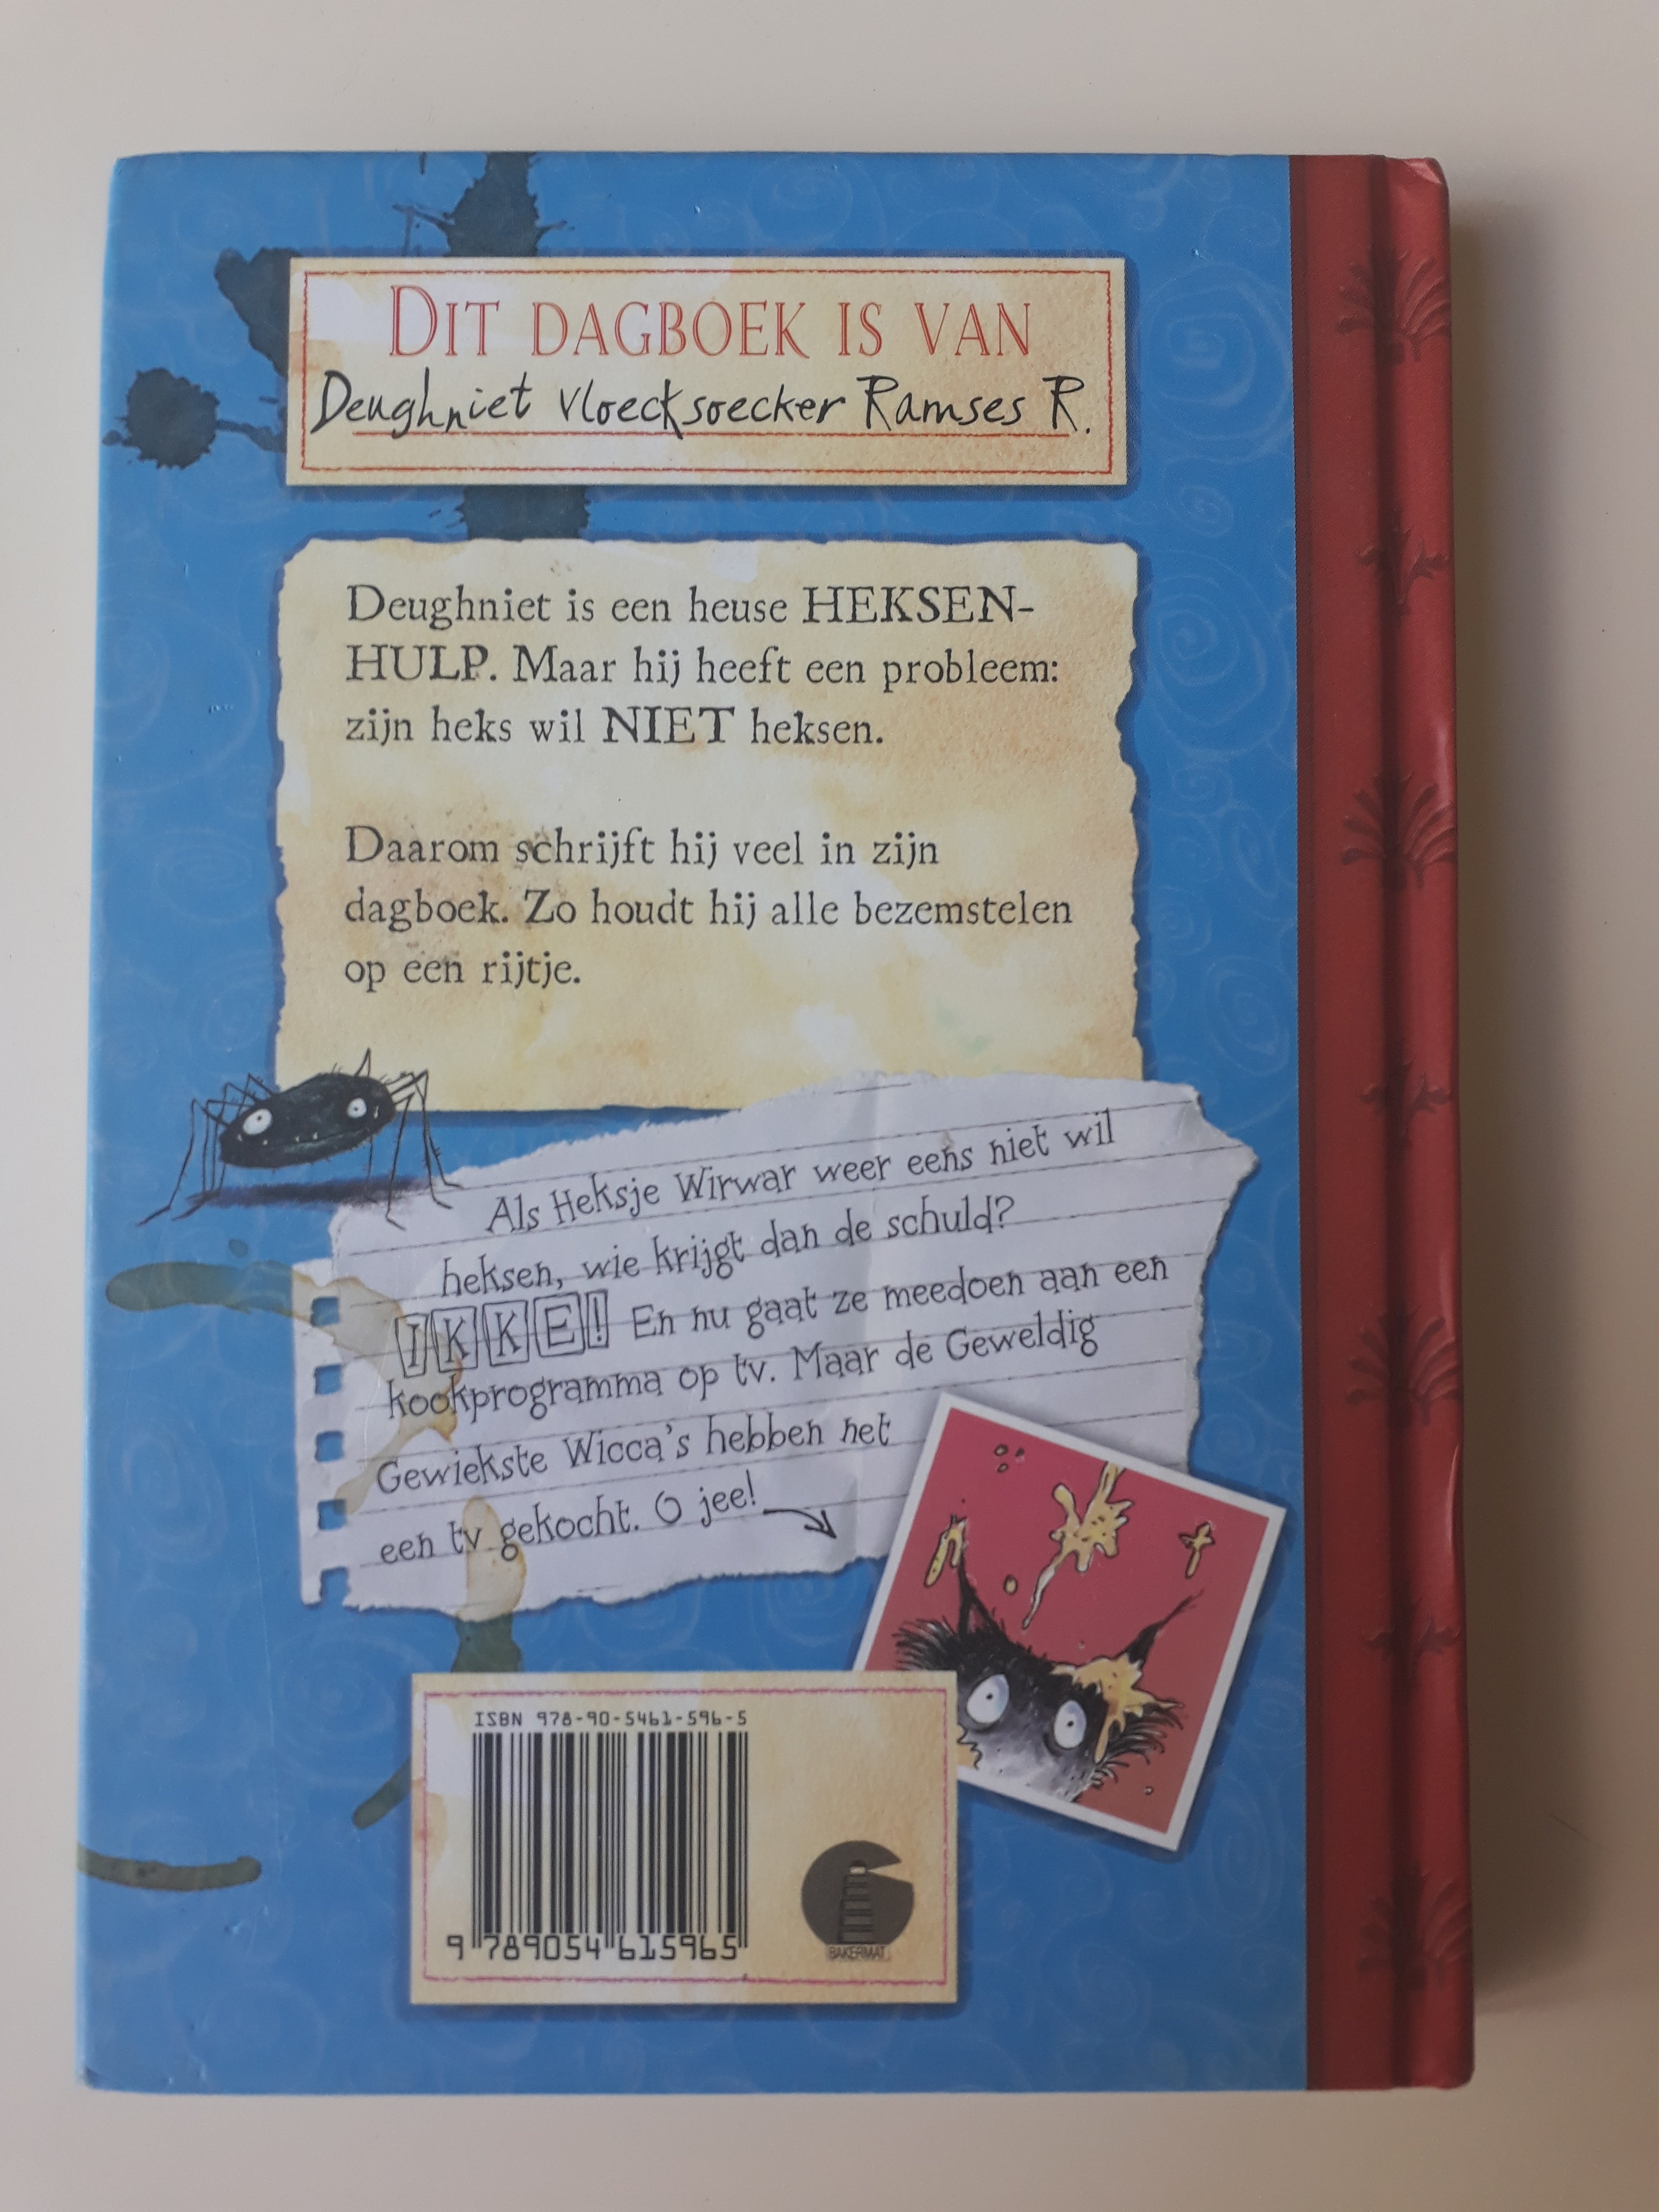 DIT DAGBOEK IS VAN
Deughniet Vloecksoecker Ramses R.
Deughniet is een heuse HEKSEN-
HULP. Maar hij heeft een probleem:
zijn heks wil NIET heksen.
Daarom schrijft hij veel in zijn
dagboek. Zo houdt hij alle bezemstelen
op een rijtje.
Als Heksje Wirwar weer eens niet wil
heksen, wie krijgt dan de schuld?
IKKE! En nu gaat ze meedoen aan een
kookprogramma op tv. Maar de Geweldig
Gewiekste Wicca's hebben net
een tv gekocht. O jee!
ISBN 978-90-5461-596-5
9 789054 615965
BAKERMAT